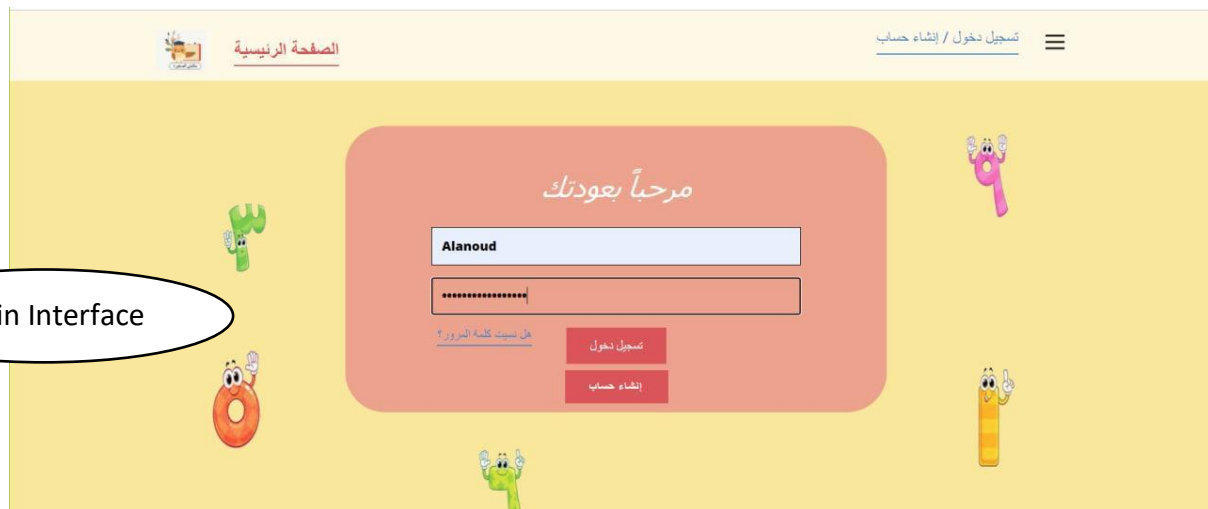 تسجيل دخول / إنشاء حساب
الصفحة الرئيسية
مرحباً بعودتك
Alanoud
•••••••••••••••••
هل نسيت كلمة المرور؟
تسجيل دخول
إنشاء حساب
in Interface